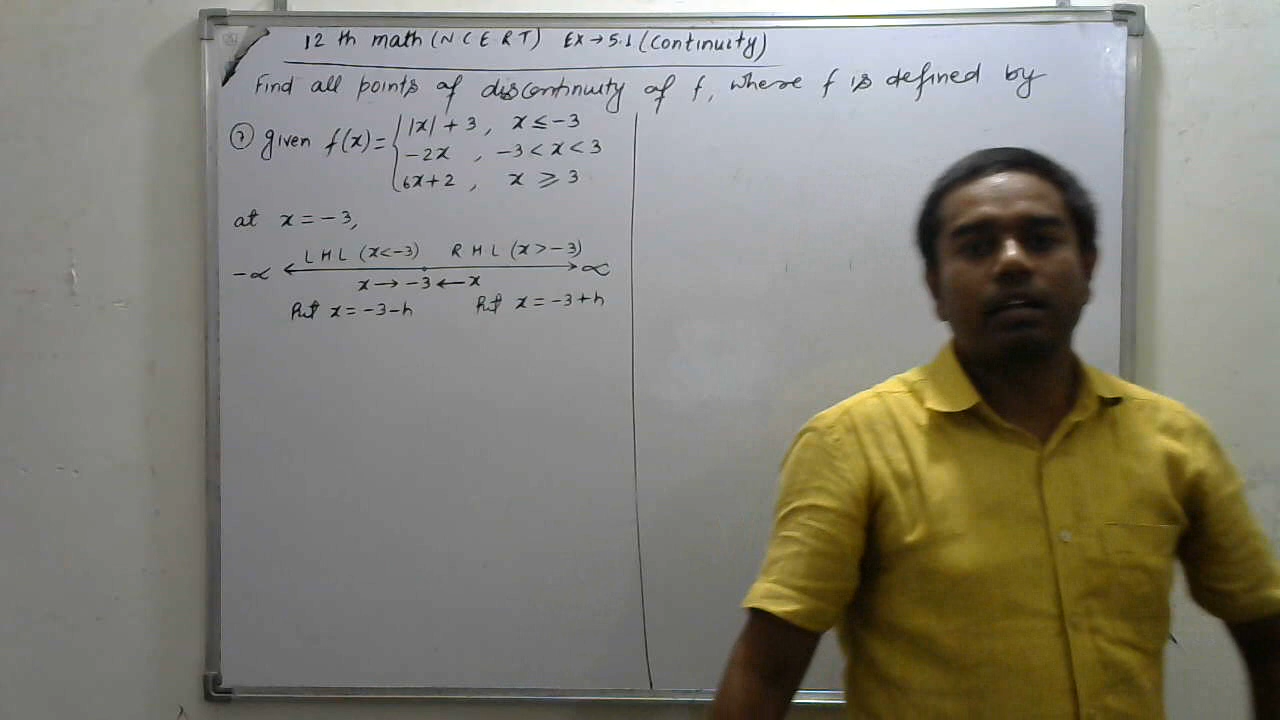 12 th math (NCERT) EX → 5.1 (Continuity)
Find all points of discontinuity of f, where f is defined by
⑦ given f(x) = { |x| + 3 , x ≤ -3
-2x , -3 < x < 3
6x + 2 , x ⩾ 3
at x = -3,
LHL (x<-3) RHL (x>-3)
-∝ ∝
x → -3 ← x
Put x = -3-h Put x = -3+h